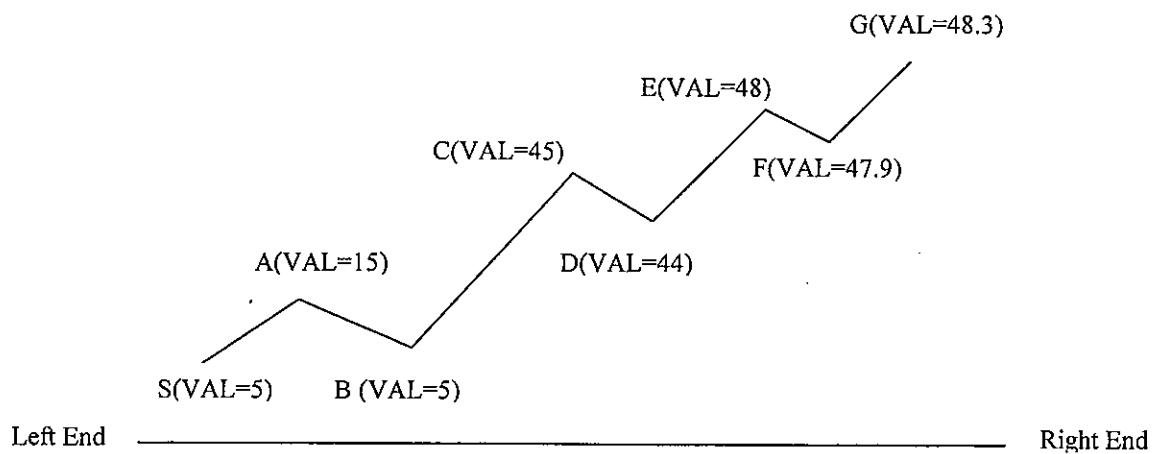 G(VAL=48.3)
E(VAL=48)
C(VAL=45)
F(VAL=47.9)
A(VAL=15)
D(VAL=44)
S(VAL=5)
B (VAL=5)
Left End
Right End